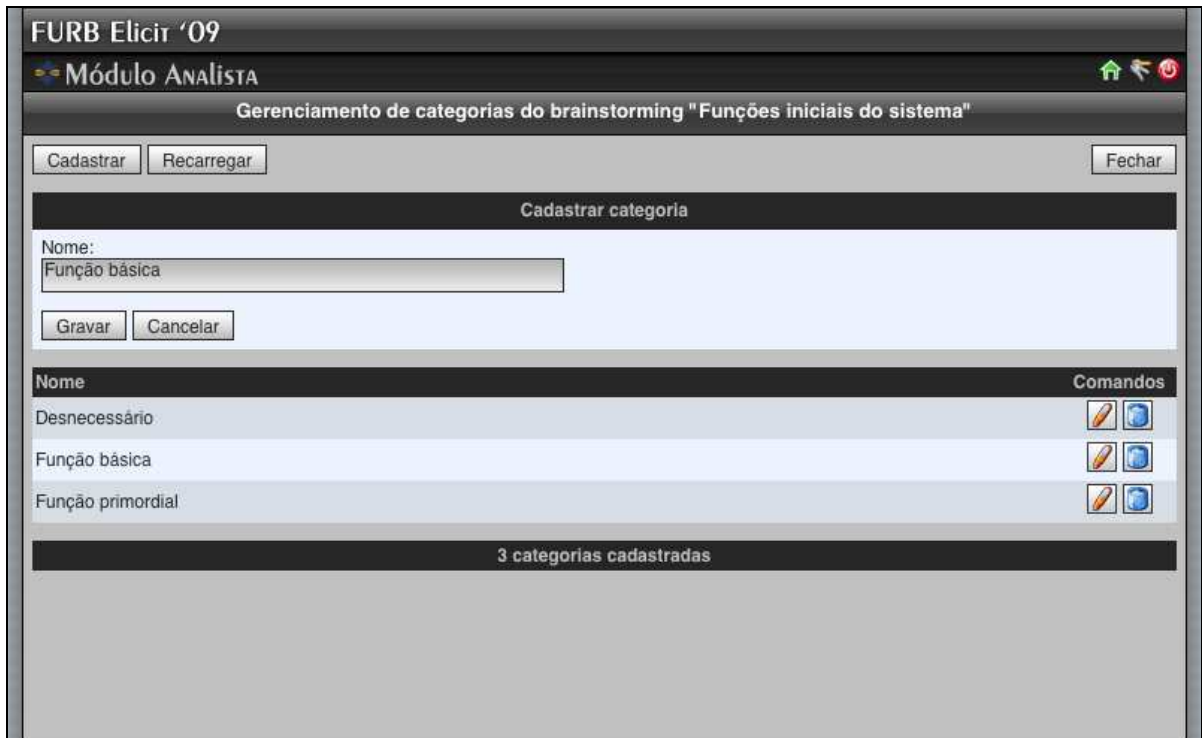 FURB Elicit ‘09
Módulo Analista
Gerenciamento de categorias do brainstorming "Funções iniciais do sistema"
Cadastrar Recarregar Fechar
Cadastrar categoria
Nome:
Função básica
Gravar Cancelar
Nome Comandos
Desnecessário
Função básica
Função primordial
3 categorias cadastradas